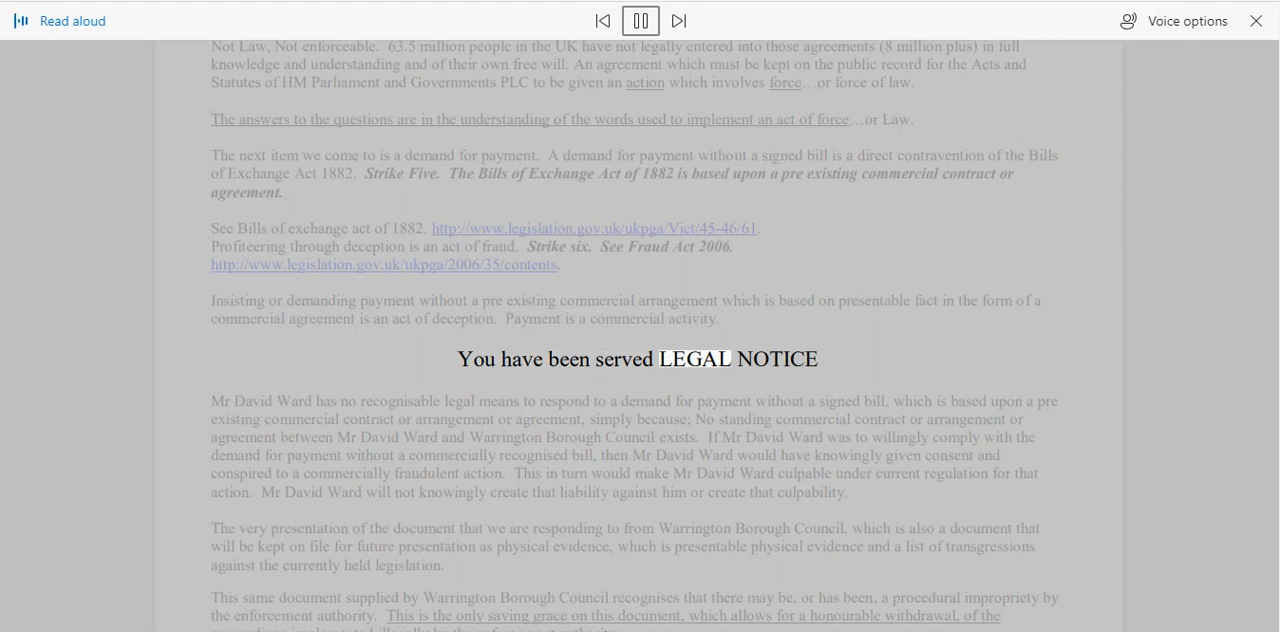 Read aloud
Voice options
Not Law, Not enforceable. 63.5 million people in the UK have not legally entered into those agreements (8 million plus) in full
knowledge and understanding and of their own free will. An agreement which must be kept on the public record for the Acts and
Statutes of HM Parliament and Governments PLC to be given an action which involves force…or force of law.
The answers to the questions are in the understanding of the words used to implement an act of force…or Law.
The next item we come to is a demand for payment. A demand for payment without a signed bill is a direct contravention of the Bills
of Exchange Act 1882. Strike Five. The Bills of Exchange Act of 1882 is based upon a pre existing commercial contract or
agreement.
See Bills of exchange act of 1882. http://www.legislation.gov.uk/ukpga/Vict/45-46/61.
Profiteering through deception is an act of fraud. Strike six. See Fraud Act 2006.
http://www.legislation.gov.uk/ukpga/2006/35/contents.
Insisting or demanding payment without a pre existing commercial arrangement which is based on presentable fact in the form of a
commercial agreement is an act of deception. Payment is a commercial activity.
You have been served LEGAL NOTICE
Mr David Ward has no recognisable legal means to respond to a demand for payment without a signed bill, which is based upon a pre
existing commercial contract or arrangement or agreement, simply because; No standing commercial contract or arrangement or
agreement between Mr David Ward and Warrington Borough Council exists. If Mr David Ward was to willingly comply with the
demand for payment without a commercially recognised bill, then Mr David Ward would have knowingly given consent and
conspired to a commercially fraudulent action. This in turn would make Mr David Ward culpable under current regulation for that
action. Mr David Ward will not knowingly create that liability against him or create that culpability.
The very presentation of the document that we are responding to from Warrington Borough Council, which is also a document that
will be kept on file for future presentation as physical evidence, which is presentable physical evidence and a list of transgressions
against the currently held legislation.
This same document supplied by Warrington Borough Council recognises that there may be, or has been, a procedural impropriety by
the enforcement authority. This is the only saving grace on this document, which allows for a honourable withdrawal, of the